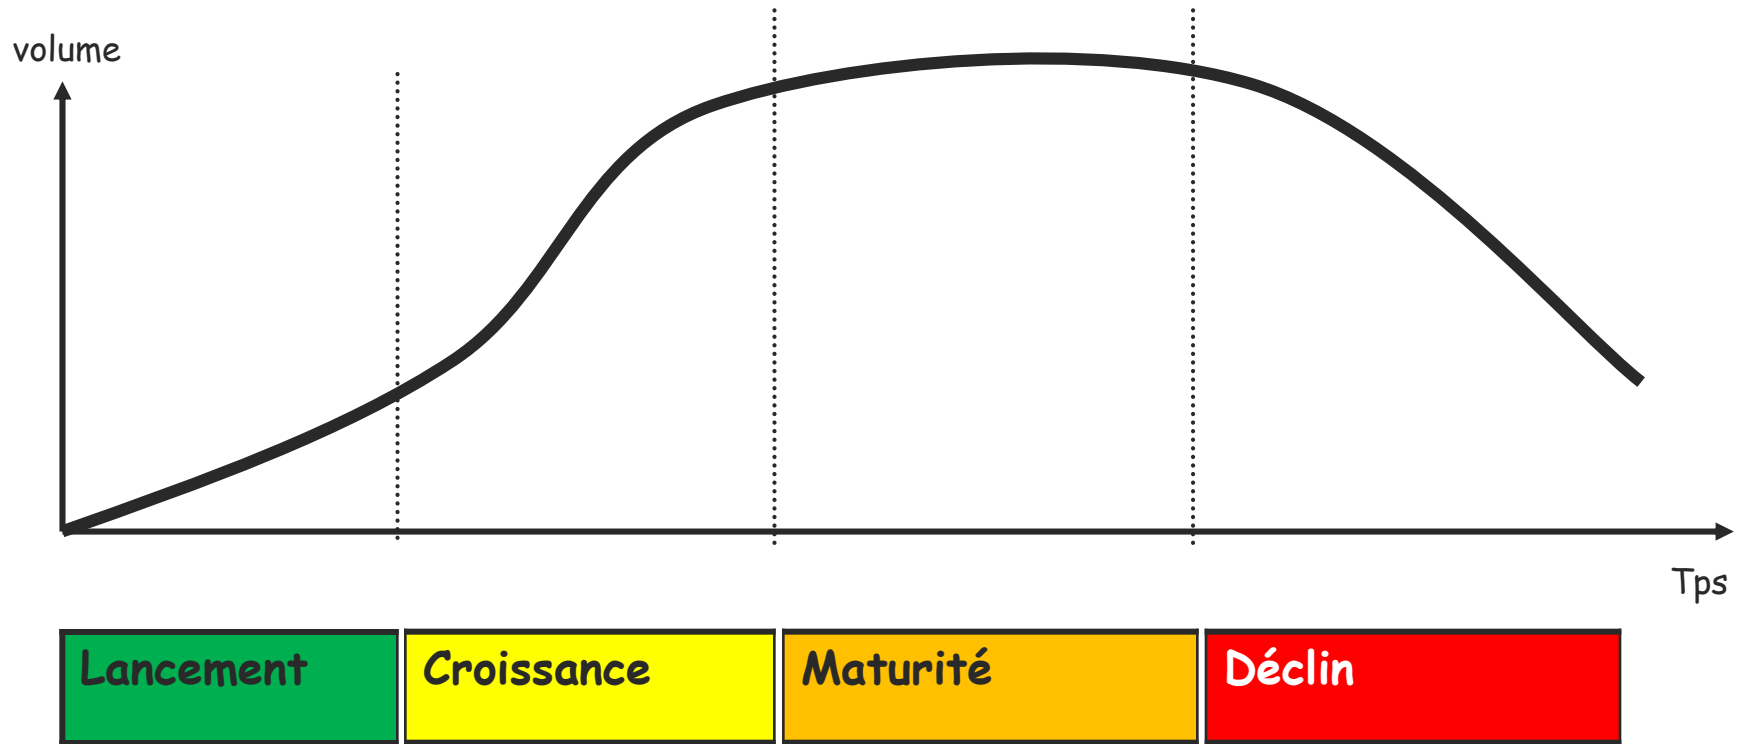 volume
Tps
Lancement
Croissance
Maturité
Déclin